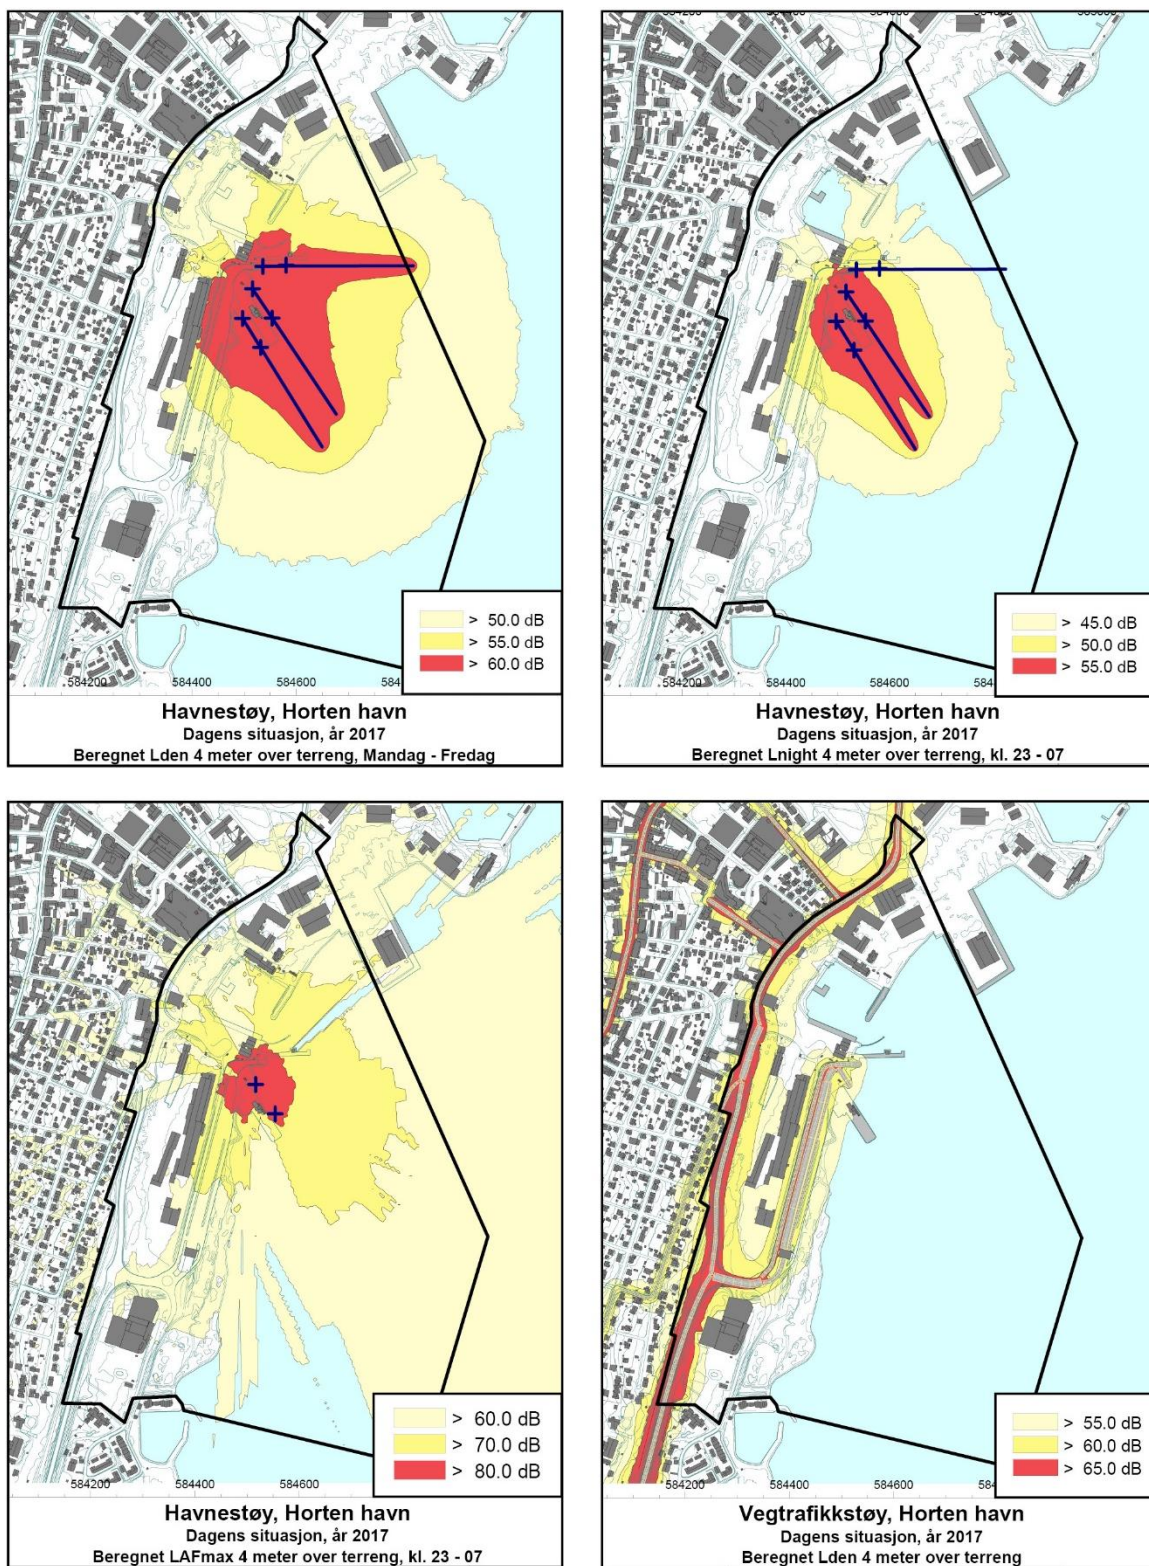 > 50.0 dB
> 55.0 dB
> 60.0 dB
584200
584400
584600
Havnestøy, Horten havn
Dagens situasjon, år 2017
Beregnet Lden 4 meter over terreng, Mandag - Fredag
> 45.0 dB
> 50.0 dB
> 55.0 dB
584200
584400
584600
Havnestøy, Horten havn
Dagens situasjon, år 2017
Beregnet Lnight 4 meter over terreng, kl. 23 - 07
> 60.0 dB
> 70.0 dB
> 80.0 dB
584200
584400
584600
Havnestøy, Horten havn
Dagens situasjon, år 2017
Beregnet LAFmax 4 meter over terreng, kl. 23 - 07
> 55.0 dB
> 60.0 dB
> 65.0 dB
584200
584400
584600
Vegtrafikkstøy, Horten havn
Dagens situasjon, år 2017
Beregnet Lden 4 meter over terreng